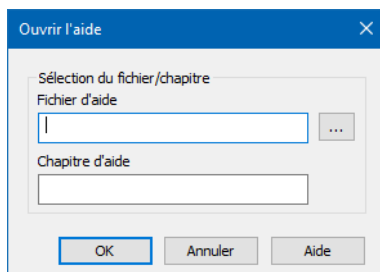 Ouvrir l'aide
Sélection du fichier/chapitre
Fichier d'aide
...
Chapitre d'aide
OK Annuler Aide